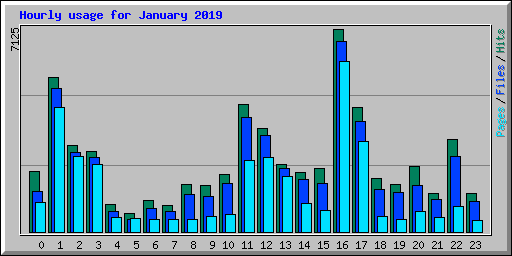 Hourly usage for January 2019
7125
Pages/Files/Hits
0 1 2 3 4 5 6 7 8 9 10 11 12 13 14 15 16 17 18 19 20 21 22 23